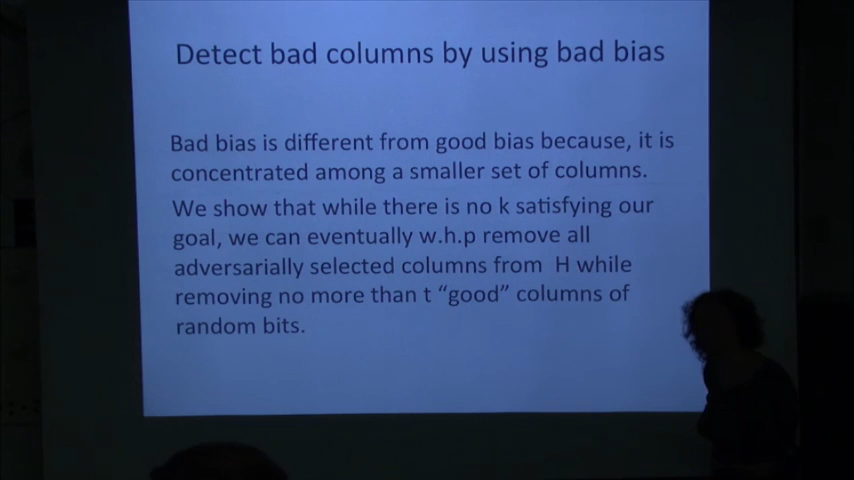 Detect bad columns by using bad bias
Bad bias is different from good bias because, it is
concentrated among a smaller set of columns.
We show that while there is no k satisfying our
goal, we can eventually w.h.p remove all
adversarially selected columns from H while
removing no more than t “good” columns of
random bits.